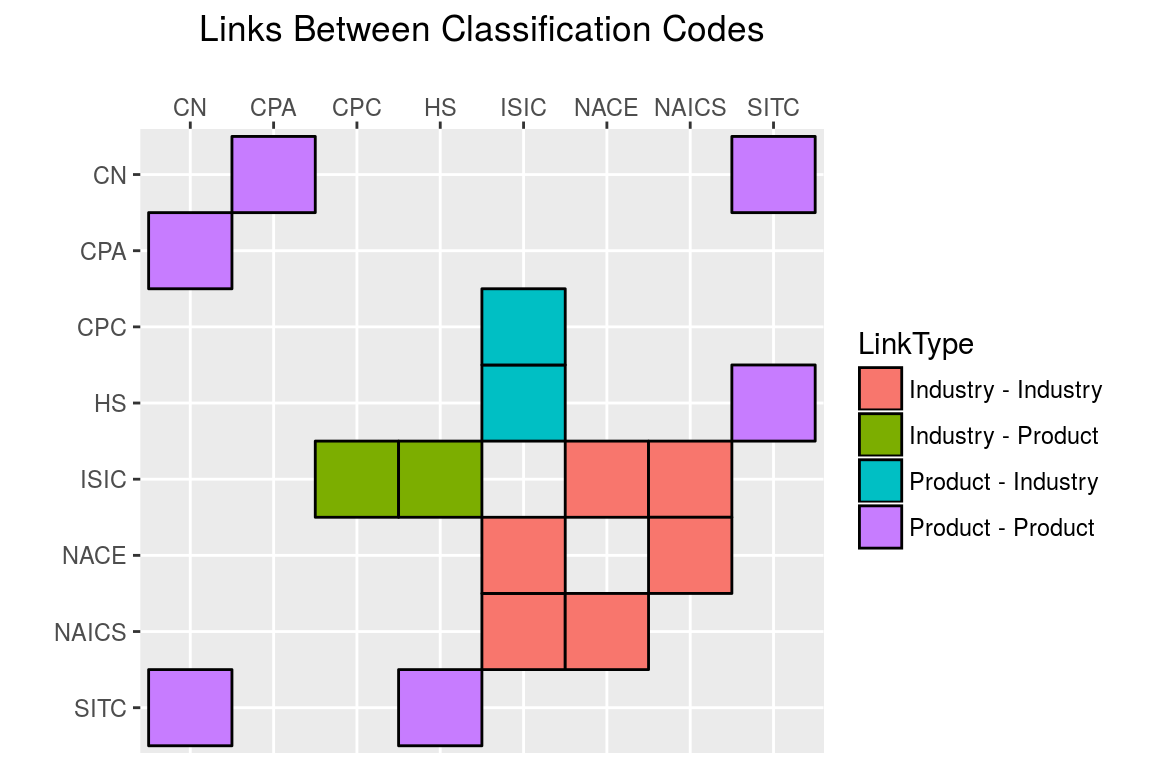 Links Between Classification Codes
CN CPA CPC HS ISIC NACE NAICS SITC
CN
CPA
CPC
HS
ISIC
NACE
NAICS
SITC
LinkType
Industry - Industry
Industry - Product
Product - Industry
Product - Product